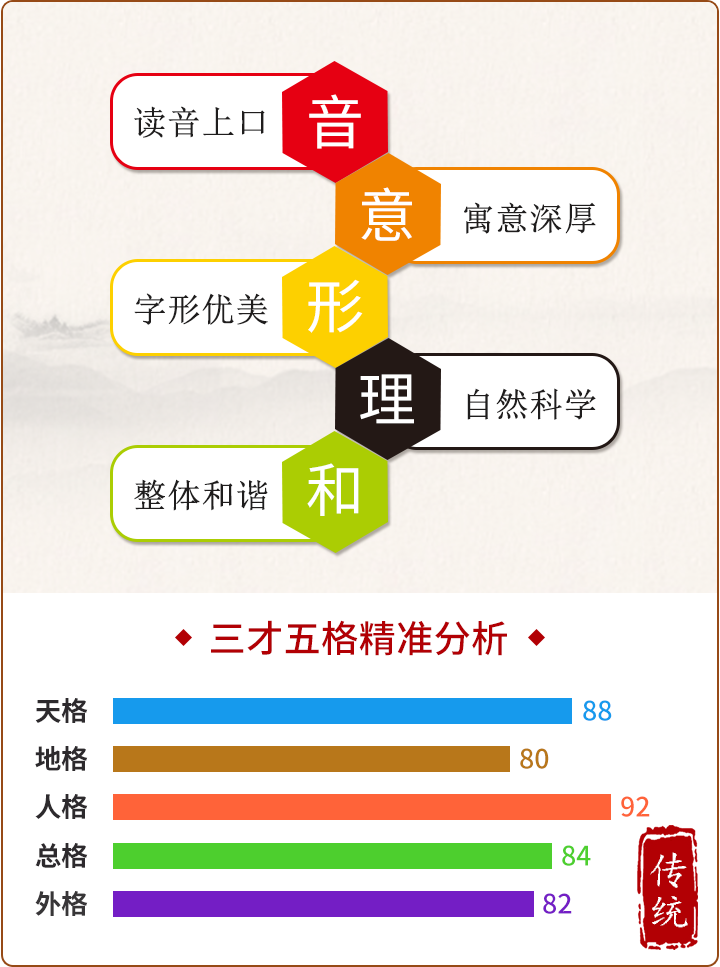 读音上口 音
意 寓意深厚
字形优美 形
理 自然科学
整体和谐 和
三才五格精准分析
天格 88
地格 80
人格 92
总格 84
外格 82
传统